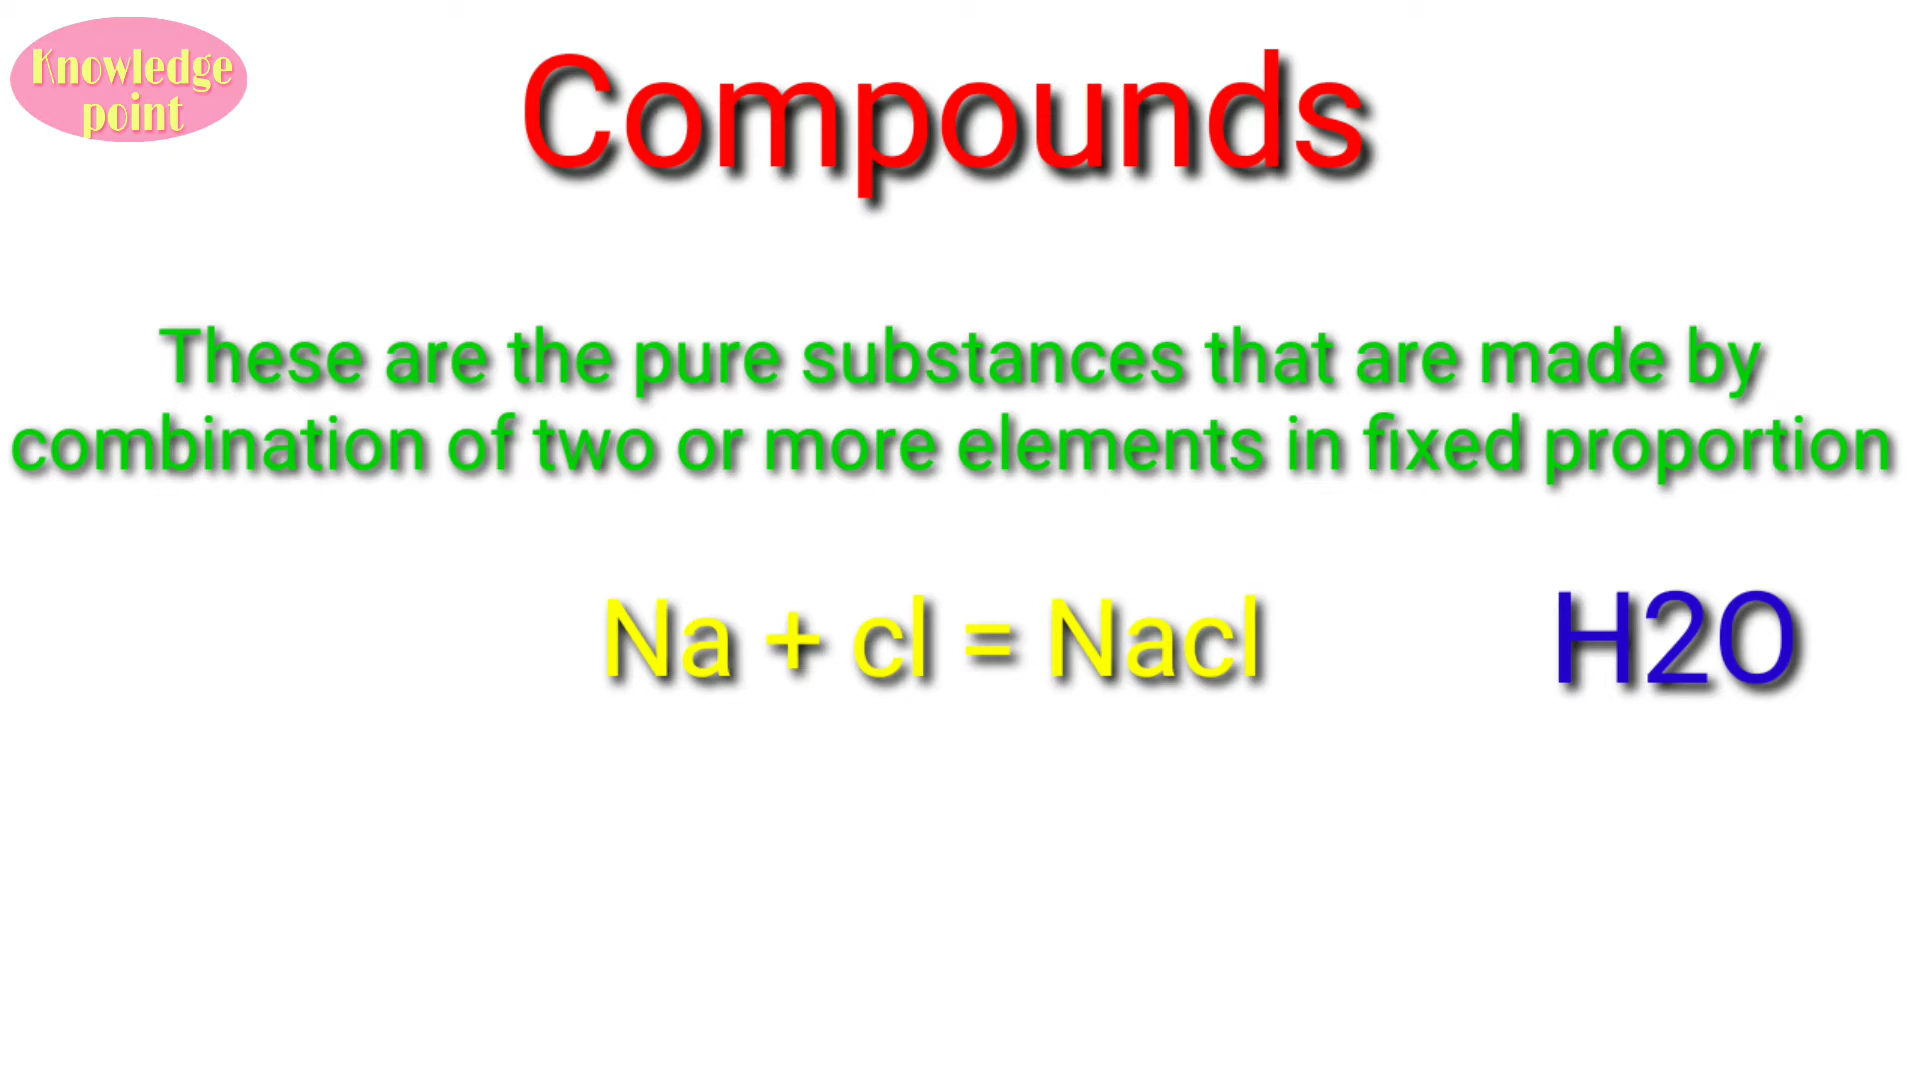 Knowledge
point
Compounds
These are the pure substances that are made by
combination of two or more elements in fixed proportion
Na + cl = Nacl
H2O